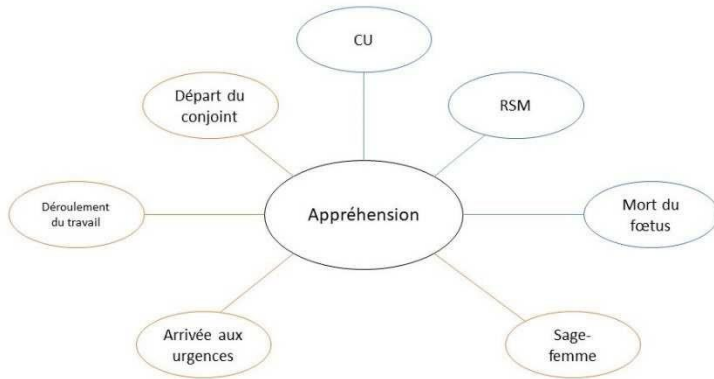 CU
Départ du
conjoint
RSM
Déroulement
du travail
Appréhension
Mort du
fœtus
Arrivée aux
urgences
Sage-
femme